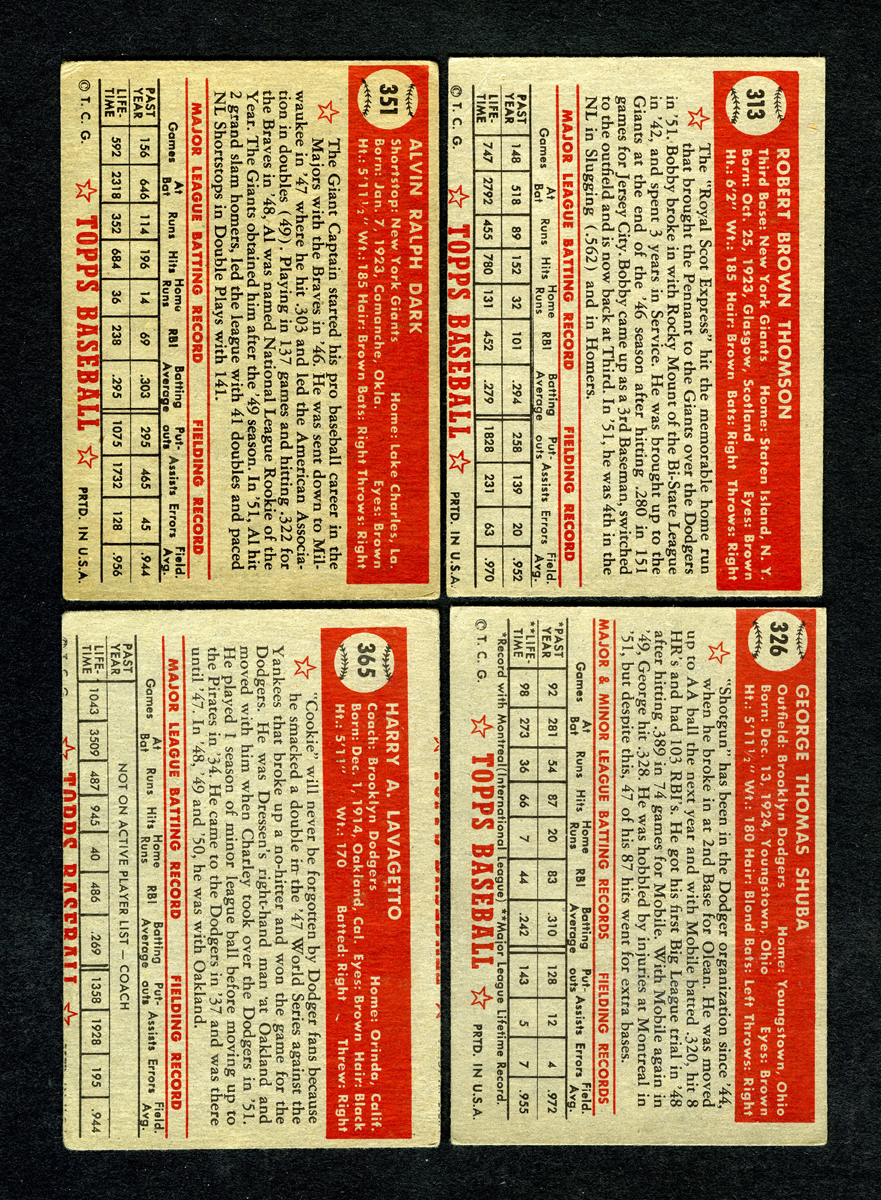 313
ROBERT BROWN THOMSON
Third Base: New York Giants Home: Staten Island, N. Y.
Born: Oct. 25, 1923, Glasgow, Scotland Eyes: Brown
Ht.: 6'2" Wt.: 185 Hair: Brown Bats: Right Throws: Right
The "Royal Scot Express" hit the memorable home run
that brought the Pennant to the Giants over the Dodgers
in '51. Bobby broke in with Rocky Mount of the Bi-State League
in '42, and spent 3 years in Service. He was brought up to the
Giants at the end of the '46 season after hitting .280 in 151
games for Jersey City. Bobby came up as a 3rd Baseman, switched
to the outfield and is now back at Third. In '51, he was 4th in the
NL in Slugging (.562) and in Homers.
MAJOR LEAGUE BATTING RECORD FIELDING RECORD
Games At Bat Runs Hits Home Runs RBI Batting Average Put-outs Assists Errors Field. Avg.
PAST YEAR 148 518 89 152 32 101 .294 258 139 20 .952
LIFE-TIME 747 2792 455 780 131 452 .279 1828 231 63 .970
© T. C. G. TOPPS BASEBALL PRTD. IN U.S.A.
326
GEORGE THOMAS SHUBA
Outfield: Brooklyn Dodgers Home: Youngstown, Ohio
Born: Dec. 13, 1924, Youngstown, Ohio Eyes: Brown
Ht.: 5'11½" Wt.: 180 Hair: Blond Bats: Left Throws: Right
"Shotgun" has been in the Dodger organization since '44,
when he broke in at 2nd Base for Olean. He was moved
up to AA ball the next year and with Mobile batted .320, hit 8
HR's and had 103 RBI's. He got his first Big League trial in '48
after hitting .389 in 74 games for Mobile. With Mobile again in
'49, George hit .328. He was hobbled by injuries at Montreal in
'51, but despite this, 47 of his 87 hits went for extra bases.
MAJOR & MINOR LEAGUE BATTING RECORDS FIELDING RECORDS
Games At Bat Runs Hits Home Runs RBI Batting Average Put-outs Assists Errors Field. Avg.
*PAST YEAR 92 281 54 87 20 83 .310 128 12 4 .972
**LIFE-TIME 98 273 36 66 7 44 .242 143 5 7 .955
*Record with Montreal(International League) **Major League Lifetime Record.
© T. C. G. TOPPS BASEBALL PRTD. IN U.S.A.
351
ALVIN RALPH DARK
Shortstop: New York Giants Home: Lake Charles, La.
Born: Jan. 7, 1923, Comanche, Okla. Eyes: Brown
Ht.: 5'11½" Wt.: 185 Hair: Brown Bats: Right Throws: Right
The Giant Captain started his pro baseball career in the
Majors with the Braves in '46. He was sent down to Mil-
waukee in '47 where he hit .303 and led the American Associa-
tion in doubles (49). Playing in 137 games and hitting .322 for
the Braves in '48, Al was named National League Rookie of the
Year. The Giants obtained him after the '49 season. In '51, Al hit
2 grand slam homers, led the league with 41 doubles and paced
NL Shortstops in Double Plays with 141.
MAJOR LEAGUE BATTING RECORD FIELDING RECORD
Games At Bat Runs Hits Home Runs RBI Batting Average Put-outs Assists Errors Field. Avg.
PAST YEAR 156 646 114 196 14 69 .303 295 465 45 .944
LIFE-TIME 592 2318 352 684 36 238 .295 1075 1732 128 .956
© T. C. G. TOPPS BASEBALL PRTD. IN U.S.A.
TOPPS BASEBALL
365
HARRY A. LAVAGETTO
Coach: Brooklyn Dodgers Home: Orinda, Calif.
Born: Dec. 1, 1914, Oakland, Cal. Eyes: Brown Hair: Black
Ht.: 5'11" Wt.: 170 Batted: Right Threw: Right
"Cookie" will never be forgotten by Dodger fans because
he smacked a double in the '47 World Series against the
Yankees that broke up a no-hitter and won the game for the
Dodgers. He was Dressen's right-hand man at Oakland and
moved with him when Charley took over the Dodgers in '51.
He played 1 season of minor league ball before moving up to
the Pirates in '34. He came to the Dodgers in '37 and was there
until '47. In '48, '49 and '50, he was with Oakland.
MAJOR LEAGUE BATTING RECORD FIELDING RECORD
Games At Bat Runs Hits Home Runs RBI Batting Average Put-outs Assists Errors Field. Avg.
PAST YEAR NOT ON ACTIVE PLAYER LIST — COACH
LIFE-TIME 1043 3509 487 945 40 486 .269 1358 1928 195 .944
© T. C. G. TOPPS BASEBALL